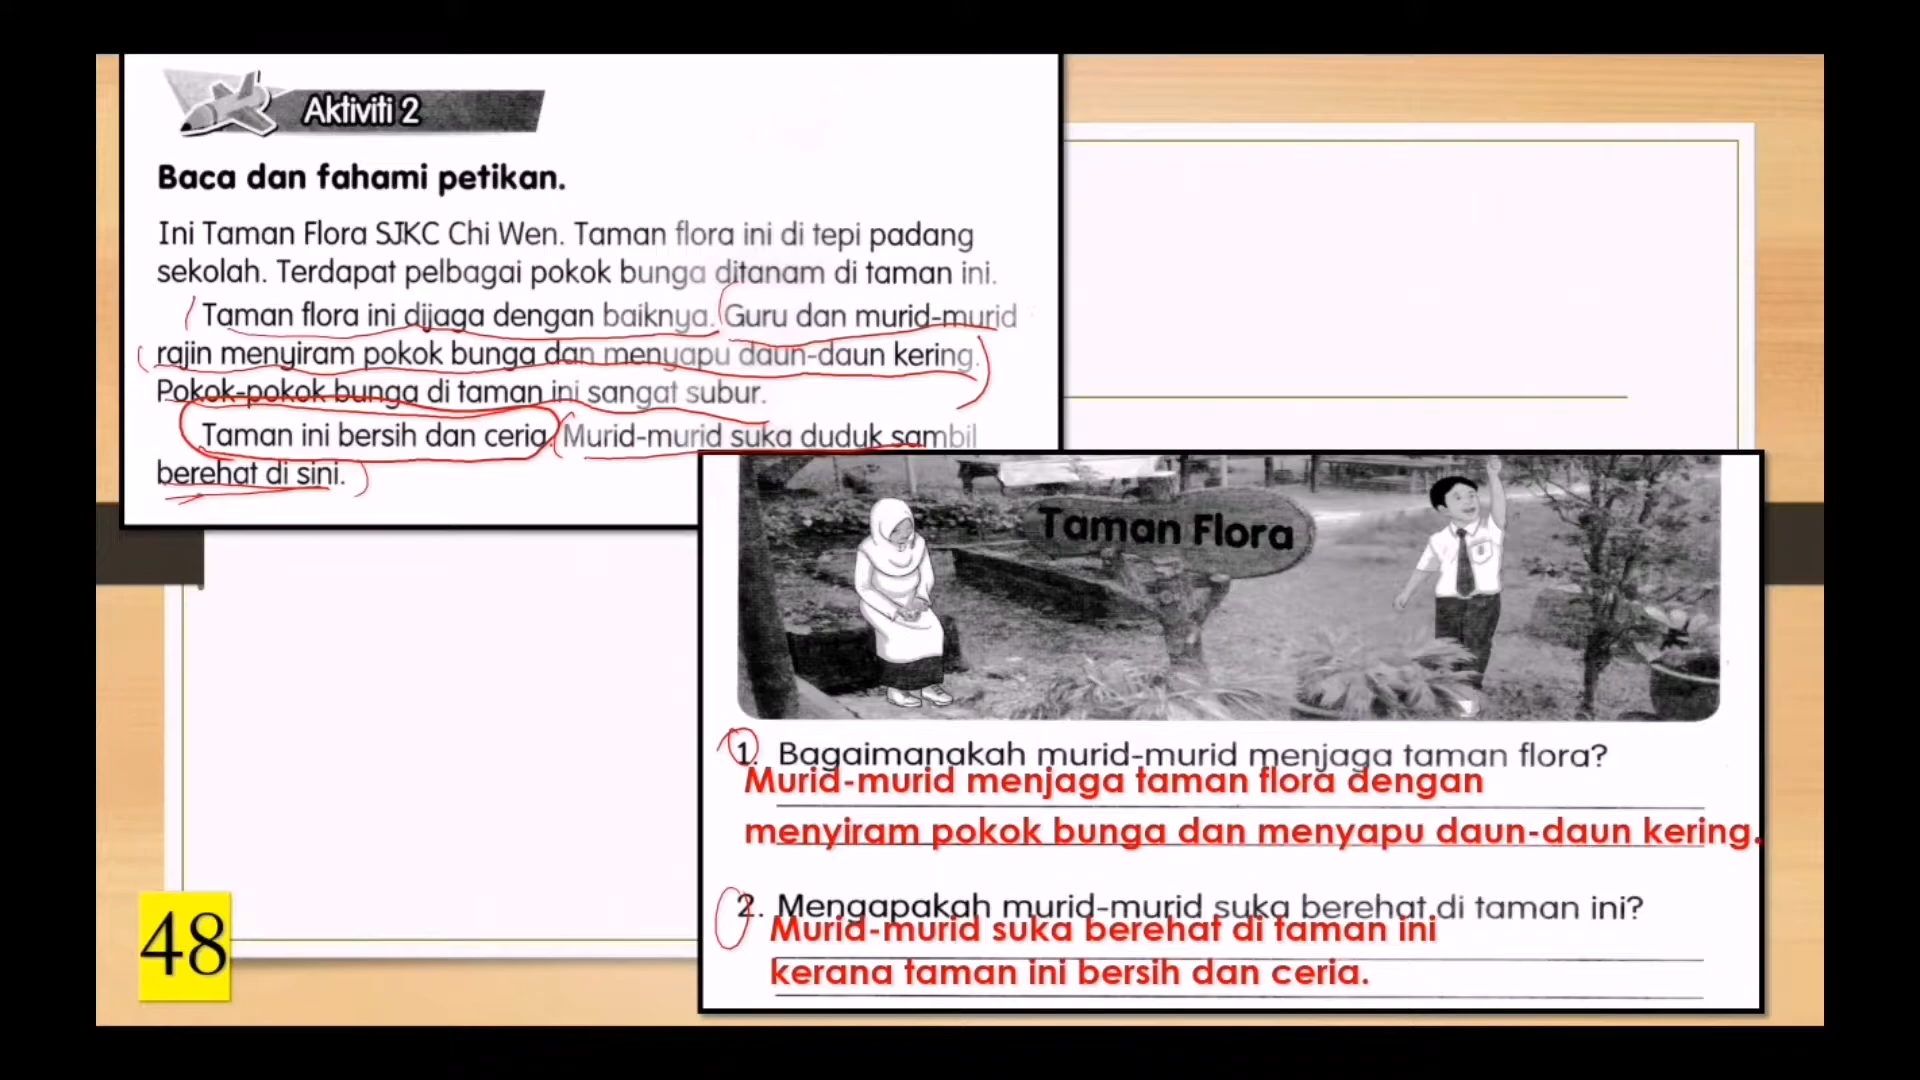 Aktiviti 2
Baca dan fahami petikan.
Ini Taman Flora SJKC Chi Wen. Taman flora ini di tepi padang
sekolah. Terdapat pelbagai pokok bunga ditanam di taman ini.
Taman flora ini dijaga dengan baiknya. Guru dan murid-murid
rajin menyiram pokok bunga dan menyapu daun-daun kering.
Pokok-pokok bunga di taman ini sangat subur.
Taman ini bersih dan ceria. Murid-murid suka duduk sambil
berehat di sini.
Taman Flora
1. Bagaimanakah murid-murid menjaga taman flora?
Murid-murid menjaga taman flora dengan
menyiram pokok bunga dan menyapu daun-daun kering.
2. Mengapakah murid-murid suka berehat di taman ini?
Murid-murid suka berehat di taman ini
kerana taman ini bersih dan ceria.
48